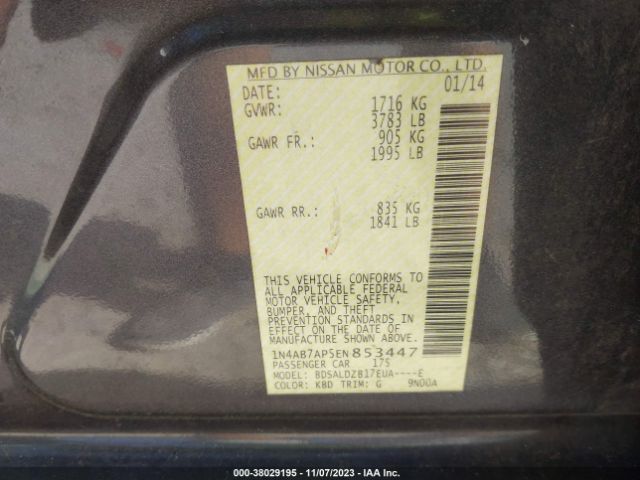 MFD BY NISSAN MOTOR CO., LTD.
DATE: 01/14
GVWR: 1716 KG
3783 LB
GAWR FR.: 905 KG
1995 LB
GAWR RR.: 835 KG
1841 LB
THIS VEHICLE CONFORMS TO
ALL APPLICABLE FEDERAL
MOTOR VEHICLE SAFETY,
BUMPER, AND THEFT
PREVENTION STANDARDS IN
EFFECT ON THE DATE OF
MANUFACTURE SHOWN ABOVE.
1N4AB7AP5EN 853447
PASSENGER CAR 17S
MODEL: BDSALDZB17EUA----E
COLOR: KBD TRIM: G 9N00A
000-38029195 - 11/07/2023 - IAA Inc.